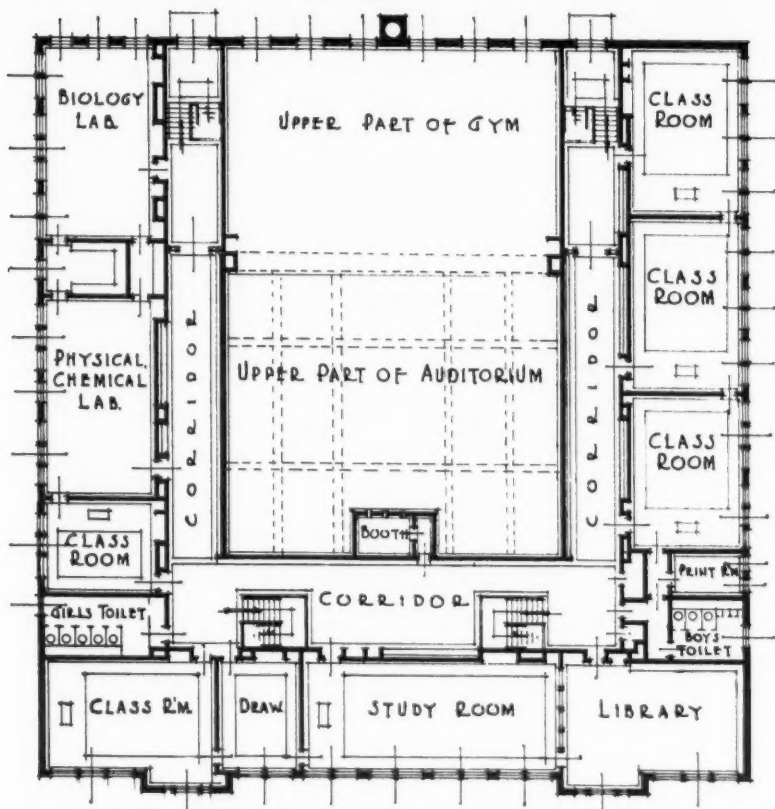 BIOLOGY
LAB.
UPPER PART OF GYM
CLASS
ROOM
CLASS
ROOM
CORRIDOR
CORRIDOR
PHYSICAL,
CHEMICAL
LAB.
UPPER PART OF AUDITORIUM
CLASS
ROOM
BOOTH
CLASS
ROOM
PRINT R'M
CORRIDOR
GIRLS TOILET
BOYS
TOILET
CLASS R'M.
DRAW.
STUDY ROOM
LIBRARY